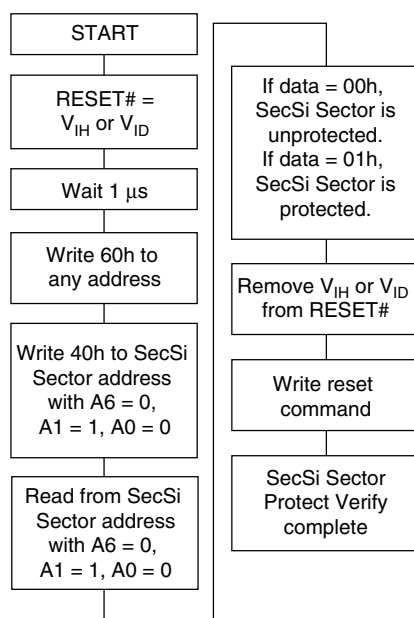 START
RESET# =
V_IH or V_ID
Wait 1 μs
Write 60h to
any address
Write 40h to SecSi
Sector address
with A6 = 0,
A1 = 1, A0 = 0
Read from SecSi
Sector address
with A6 = 0,
A1 = 1, A0 = 0
If data = 00h,
SecSi Sector is
unprotected.
If data = 01h,
SecSi Sector is
protected.
Remove V_IH or V_ID
from RESET#
Write reset
command
SecSi Sector
Protect Verify
complete